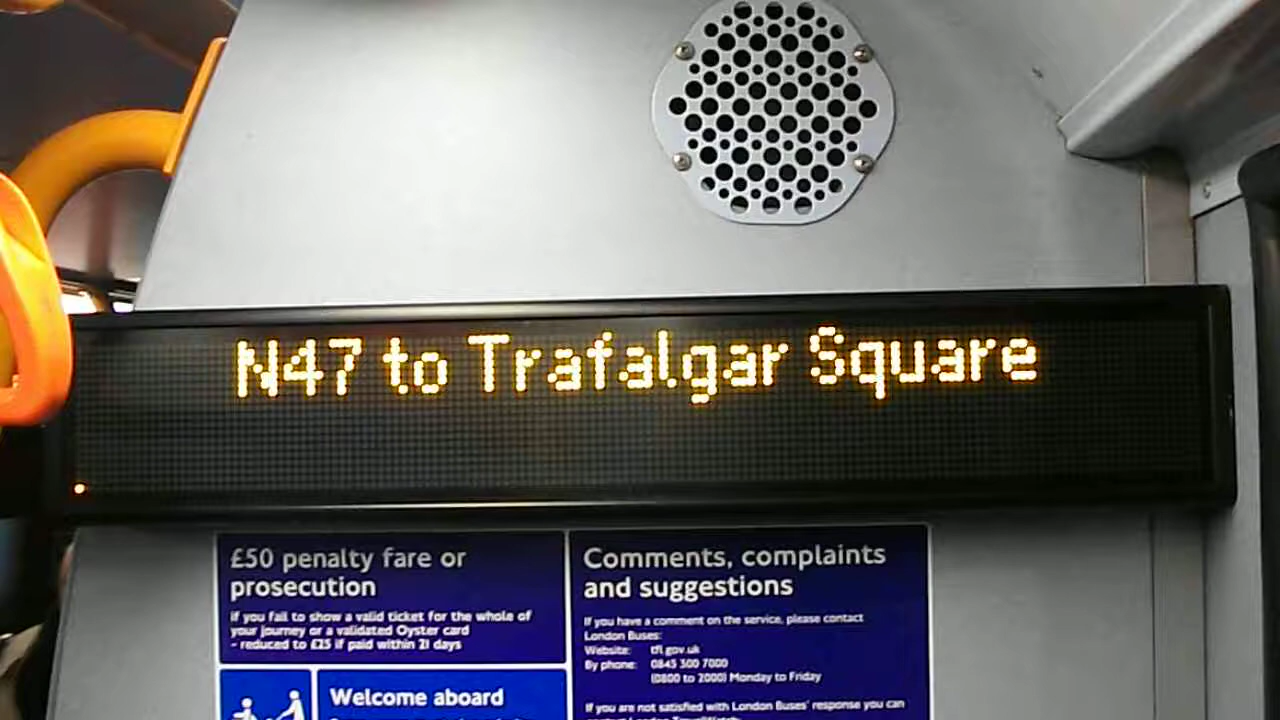 N47 to Trafalgar Square
£50 penalty fare or
prosecution
If you fail to show a valid ticket for the whole of
your journey or a validated Oyster card
- reduced to £25 if paid within 21 days
Welcome aboard
Comments, complaints
and suggestions
If you have a comment on the service, please contact
London Buses:
Website: tfl.gov.uk
By phone: 0845 300 7000
(0800 to 2000) Monday to Friday
If you are not satisfied with London Buses' response you can